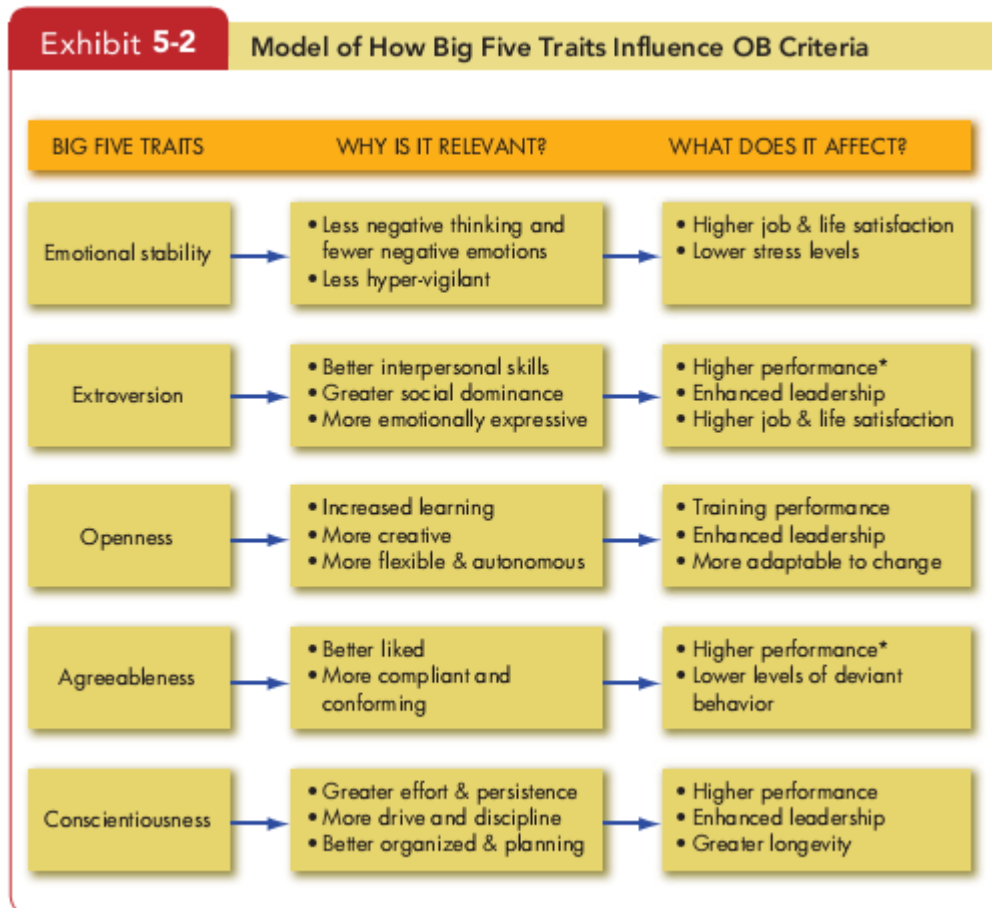 Exhibit 5-2
Model of How Big Five Traits Influence OB Criteria
BIG FIVE TRAITS
WHY IS IT RELEVANT?
WHAT DOES IT AFFECT?
Emotional stability
• Less negative thinking and
fewer negative emotions
• Less hyper-vigilant
• Higher job & life satisfaction
• Lower stress levels
Extroversion
• Better interpersonal skills
• Greater social dominance
• More emotionally expressive
• Higher performance*
• Enhanced leadership
• Higher job & life satisfaction
Openness
• Increased learning
• More creative
• More flexible & autonomous
• Training performance
• Enhanced leadership
• More adaptable to change
Agreeableness
• Better liked
• More compliant and
conforming
• Higher performance*
• Lower levels of deviant
behavior
Conscientiousness
• Greater effort & persistence
• More drive and discipline
• Better organized & planning
• Higher performance
• Enhanced leadership
• Greater longevity